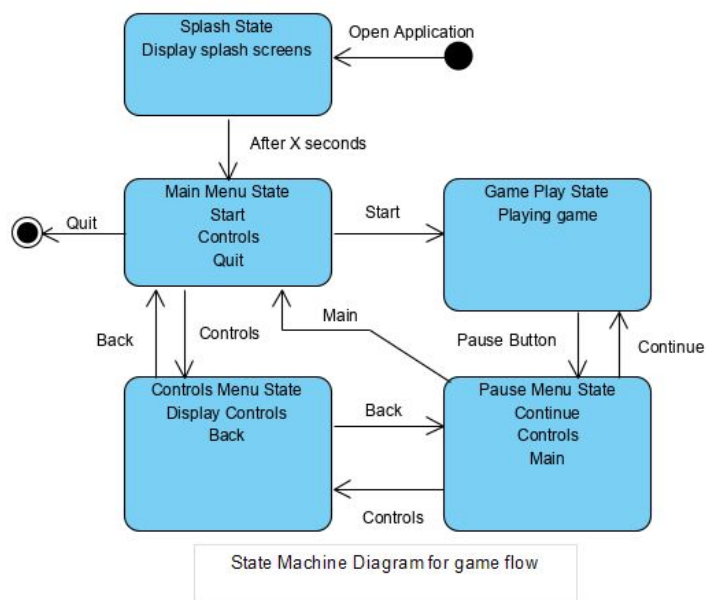 Splash State
Display splash screens
Open Application
After X seconds
Main Menu State
Start
Controls
Quit
Quit
Start
Game Play State
Playing game
Back
Controls
Main
Pause Button
Continue
Controls Menu State
Display Controls
Back
Back
Pause Menu State
Continue
Controls
Main
Controls
State Machine Diagram for game flow